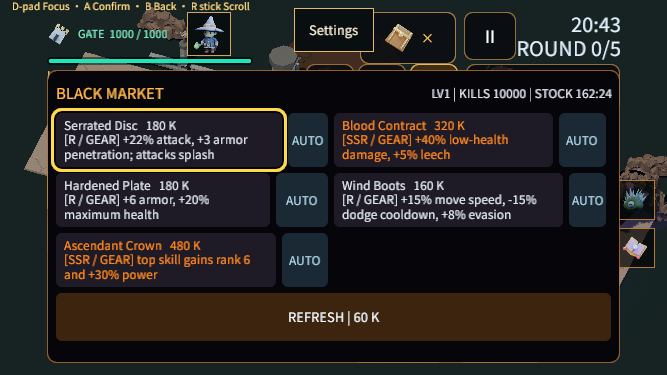 D-pad Focus • A Confirm • B Back • R stick Scroll
GATE 1000 / 1000
Settings
×
20:43
ROUND 0/5
BLACK MARKET
LV1 | KILLS 10000 | STOCK 162:24
Serrated Disc 180 K
[R / GEAR] +22% attack, +3 armor
penetration; attacks splash
AUTO
Blood Contract 320 K
[SSR / GEAR] +40% low-health
damage, +5% leech
AUTO
Hardened Plate 180 K
[R / GEAR] +6 armor, +20%
maximum health
AUTO
Wind Boots 160 K
[R / GEAR] +15% move speed, -15%
dodge cooldown, +8% evasion
AUTO
Ascendant Crown 480 K
[SSR / GEAR] top skill gains rank 6
and +30% power
AUTO
REFRESH | 60 K